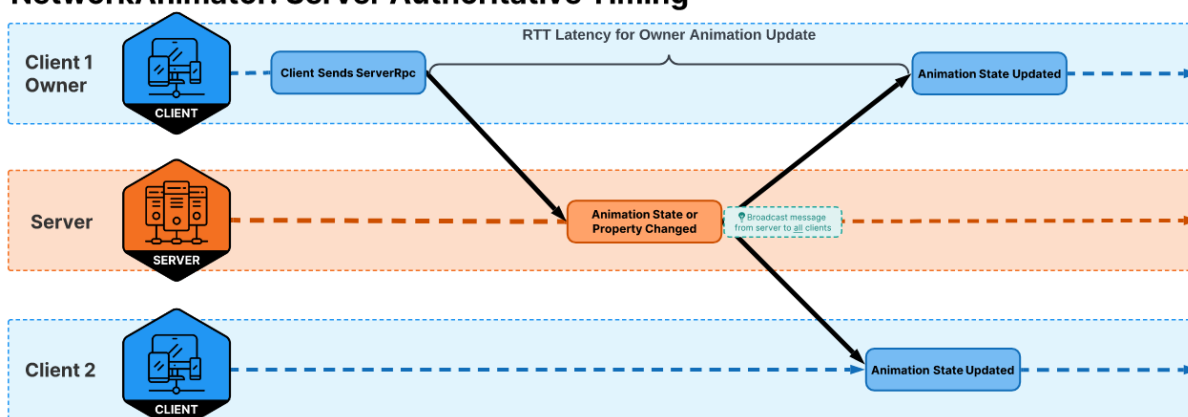 NetworkAnimator: Server Authoritative Timing
RTT Latency for Owner Animation Update
Client 1
Owner
CLIENT
Client Sends ServerRpc
Animation State Updated
Server
SERVER
Animation State or
Property Changed
Broadcast message
from server to all clients
Client 2
CLIENT
Animation State Updated